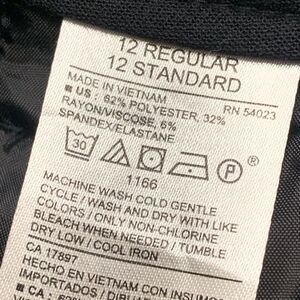 12 REGULAR
12 STANDARD
MADE IN VIETNAM RN 54023
■ US: 62% POLYESTER, 32%
RAYON/VISCOSE, 6%
SPANDEX/ELASTANE
30 P ®
1166
MACHINE WASH COLD GENTLE
CYCLE / WASH AND DRY WITH LIKE
COLORS / ONLY NON-CHLORINE
BLEACH WHEN NEEDED / TUMBLE
DRY LOW / COOL IRON
CA 17897
HECHO EN VIETNAM CON INSUMOS
IMPORTADOS /
■ CA: 62%